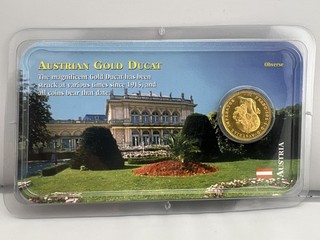 Austrian Gold Ducat
Obverse
The magnificent Gold Ducat has been
struck at various times since 1915, and
all coins bear that date.
Austria